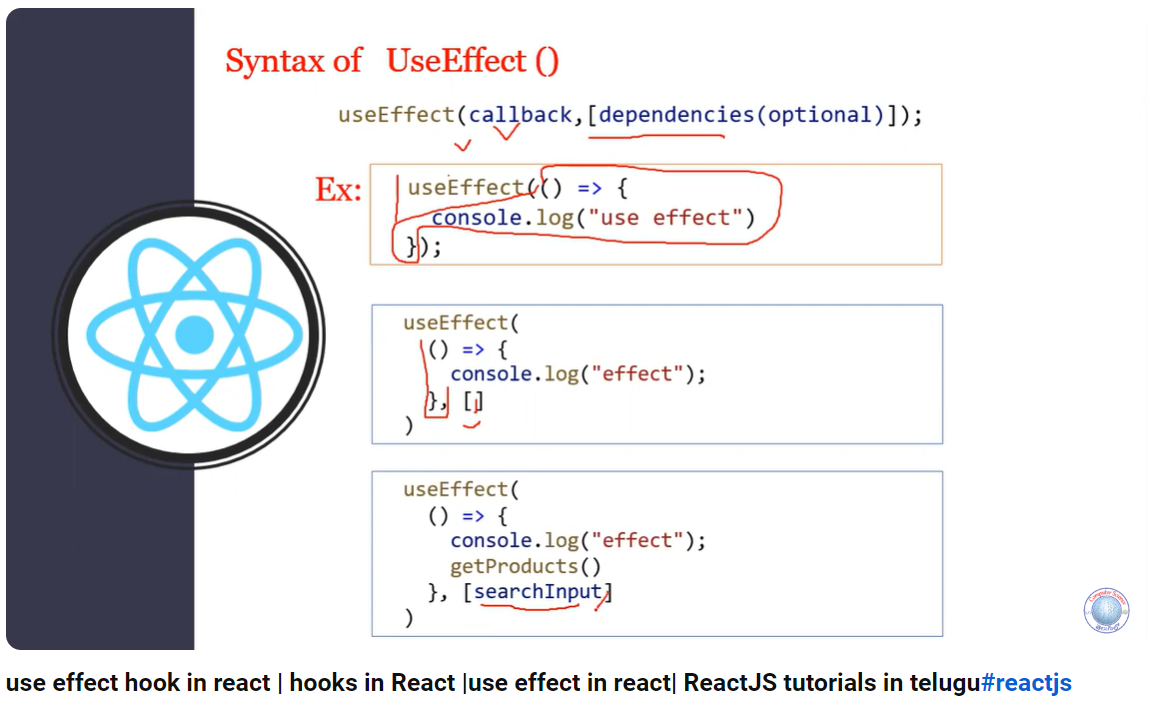 Syntax of UseEffect ()
useEffect(callback,[dependencies(optional)]);
Ex:
useEffect(() => {
console.log("use effect")
});
useEffect(
() => {
console.log("effect");
}, []
)
useEffect(
() => {
console.log("effect");
getProducts()
}, [searchInput]
)
Computer Science
use effect hook in react | hooks in React |use effect in react| ReactJS tutorials in telugu#reactjs